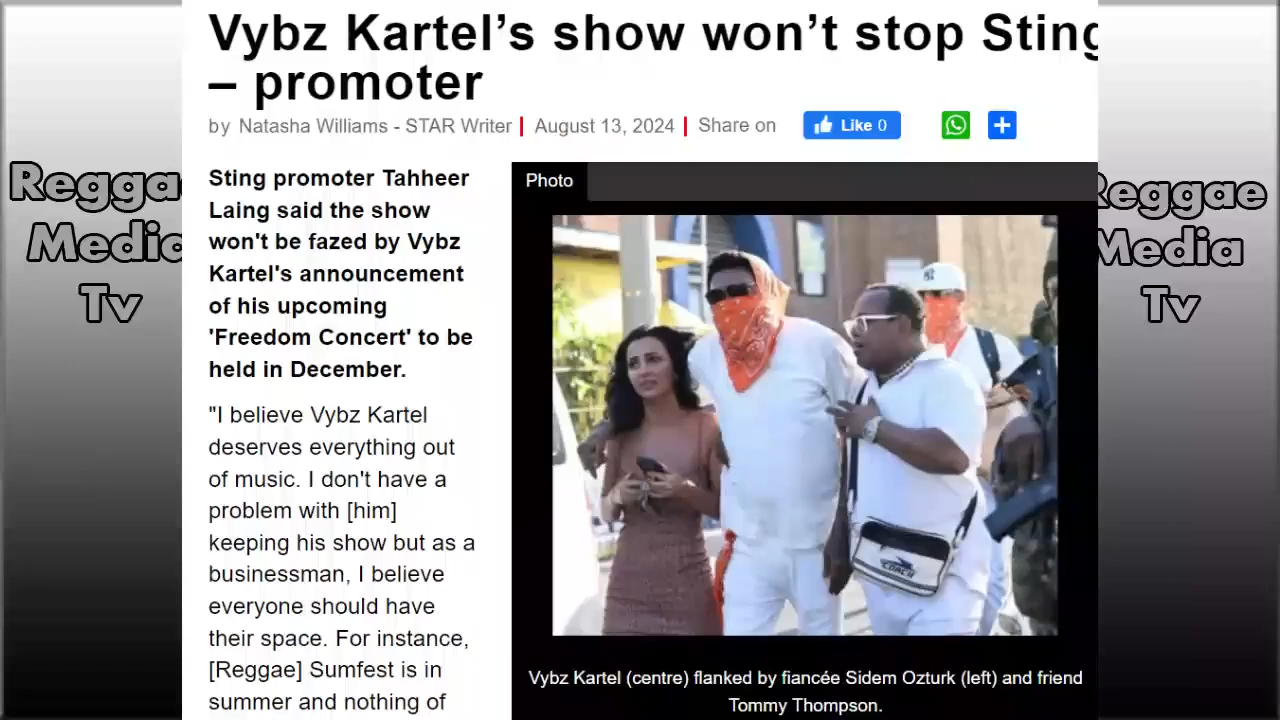 Vybz Kartel’s show won’t stop Sting
– promoter
by Natasha Williams - STAR Writer | August 13, 2024 | Share on
Like 0
Reggae
Media
Tv
Sting promoter Tahheer
Laing said the show
won't be fazed by Vybz
Kartel's announcement
of his upcoming
'Freedom Concert' to be
held in December.
"I believe Vybz Kartel
deserves everything out
of music. I don't have a
problem with [him]
keeping his show but as a
businessman, I believe
everyone should have
their space. For instance,
[Reggae] Sumfest is in
summer and nothing of
Photo
NY
COACH
Vybz Kartel (centre) flanked by fiancée Sidem Ozturk (left) and friend
Tommy Thompson.
Reggae
Media
Tv